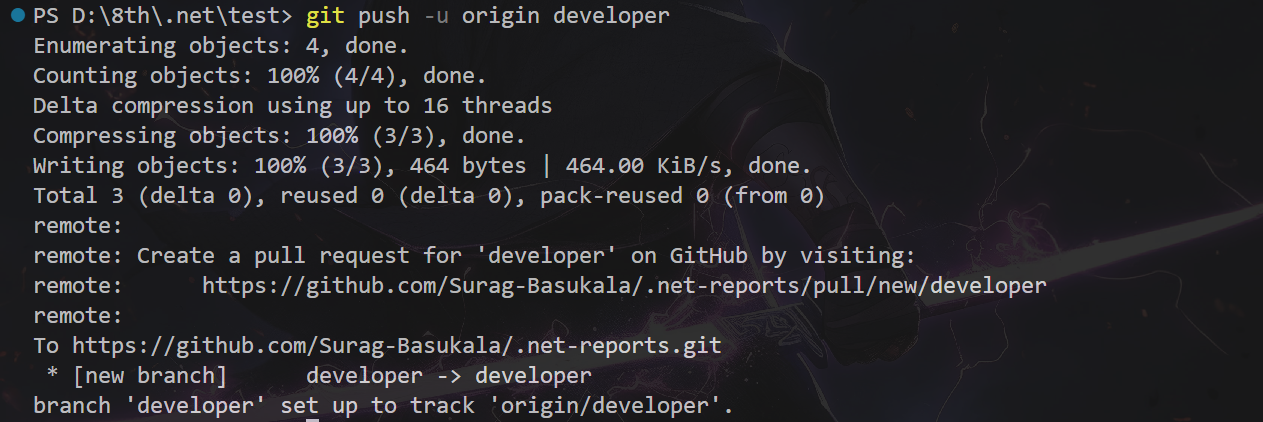 PS D:\8th\.net\test> git push -u origin developer
Enumerating objects: 4, done.
Counting objects: 100% (4/4), done.
Delta compression using up to 16 threads
Compressing objects: 100% (3/3), done.
Writing objects: 100% (3/3), 464 bytes | 464.00 KiB/s, done.
Total 3 (delta 0), reused 0 (delta 0), pack-reused 0 (from 0)
remote:
remote: Create a pull request for 'developer' on GitHub by visiting:
remote:      https://github.com/Surag-Basukala/.net-reports/pull/new/developer
remote:
To https://github.com/Surag-Basukala/.net-reports.git
 * [new branch]      developer -> developer
branch 'developer' set up to track 'origin/developer'.